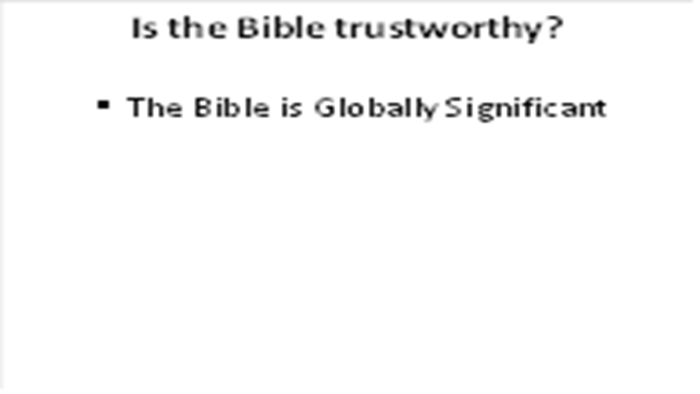 Is the Bible trustworthy?
▪ The Bible is Globally Significant